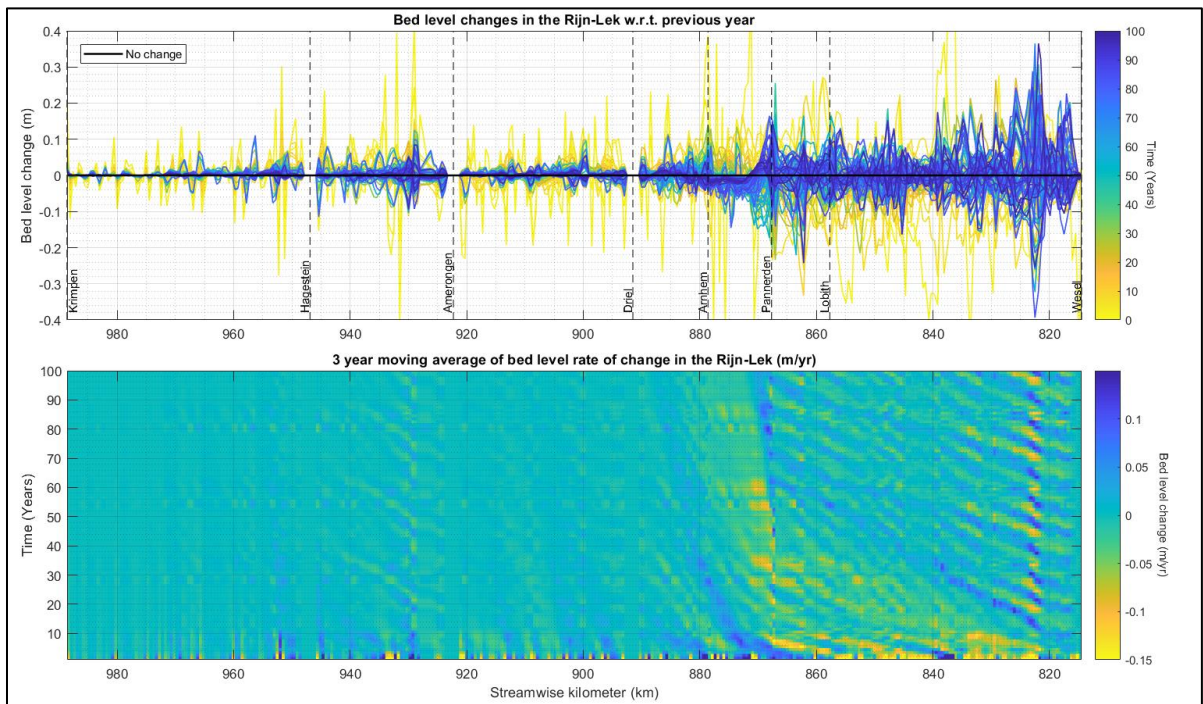 Bed level changes in the Rijn-Lek w.r.t. previous year
No change
Bed level change (m)
0.4
0.3
0.2
0.1
0
-0.1
-0.2
-0.3
-0.4
Krimpen
Hagestein
Amerongen
Driel
Arnhem
Pannerden
Lobith
Wesel
980 960 940 920 900 880 860 840 820
100
90
80
70
60
50
40
30
20
10
0
Time (Years)
3 year moving average of bed level rate of change in the Rijn-Lek (m/yr)
Time (Years)
100
90
80
70
60
50
40
30
20
10
980 960 940 920 900 880 860 840 820
Streamwise kilometer (km)
0.1
0.05
0
-0.05
-0.1
-0.15
Bed level change (m/yr)